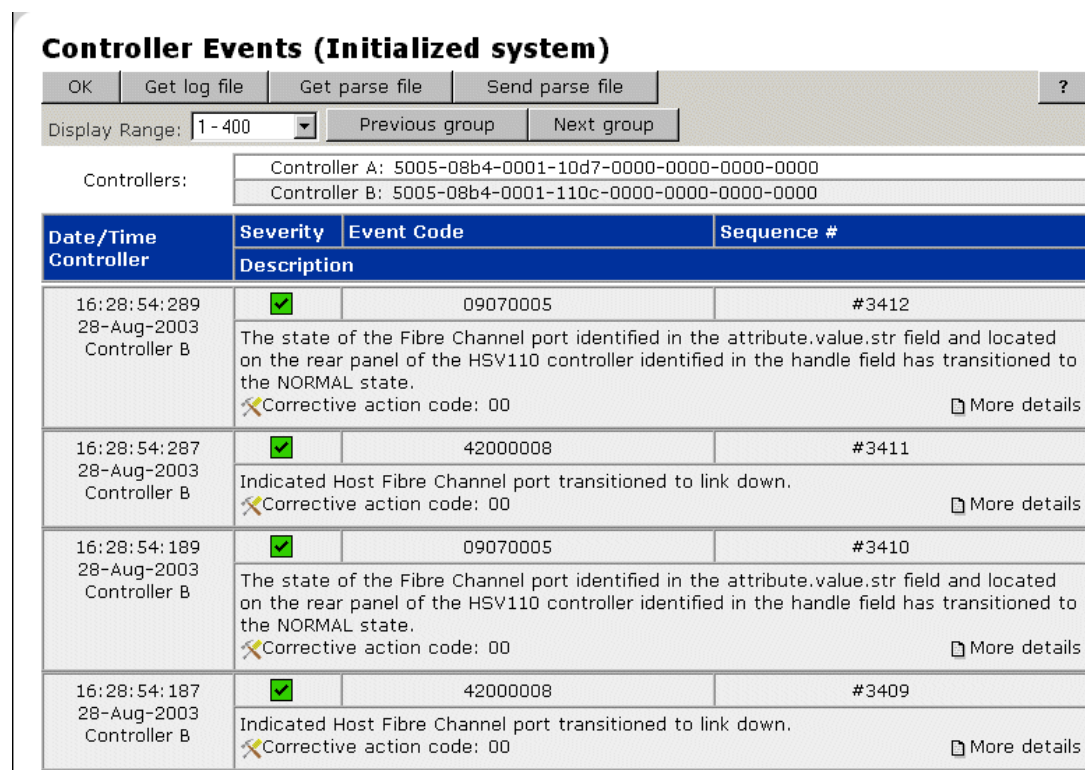 Controller Events (Initialized system)
OK Get log file Get parse file Send parse file ?
Display Range: 1 - 400 Previous group Next group
Controllers:
Controller A: 5005-08b4-0001-10d7-0000-0000-0000-0000
Controller B: 5005-08b4-0001-110c-0000-0000-0000-0000
Date/Time
Controller
Severity Event Code Sequence #
Description
16:28:54:289
28-Aug-2003
Controller B
09070005 #3412
The state of the Fibre Channel port identified in the attribute.value.str field and located
on the rear panel of the HSV110 controller identified in the handle field has transitioned to
the NORMAL state.
Corrective action code: 00 More details
16:28:54:287
28-Aug-2003
Controller B
42000008 #3411
Indicated Host Fibre Channel port transitioned to link down.
Corrective action code: 00 More details
16:28:54:189
28-Aug-2003
Controller B
09070005 #3410
The state of the Fibre Channel port identified in the attribute.value.str field and located
on the rear panel of the HSV110 controller identified in the handle field has transitioned to
the NORMAL state.
Corrective action code: 00 More details
16:28:54:187
28-Aug-2003
Controller B
42000008 #3409
Indicated Host Fibre Channel port transitioned to link down.
Corrective action code: 00 More details